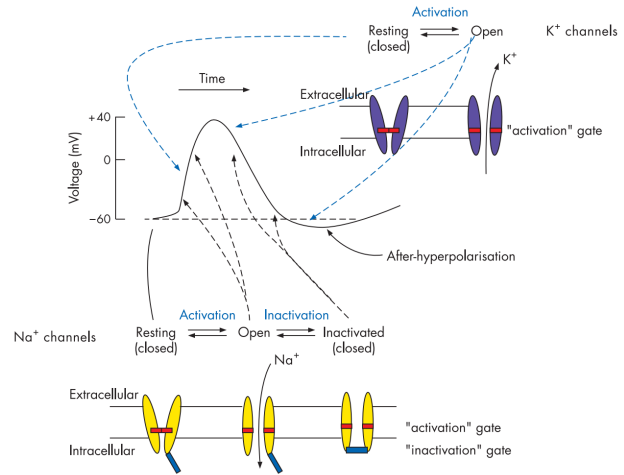 Activation
Resting
(closed)
Open
K+ channels
K+
Time
Extracellular
"activation" gate
Intracellular
+40
0
−60
Voltage (mV)
After-hyperpolarisation
Na+ channels
Resting
(closed)
Activation
Open
Inactivation
Inactivated
(closed)
Na+
Extracellular
Intracellular
"activation" gate
"inactivation" gate